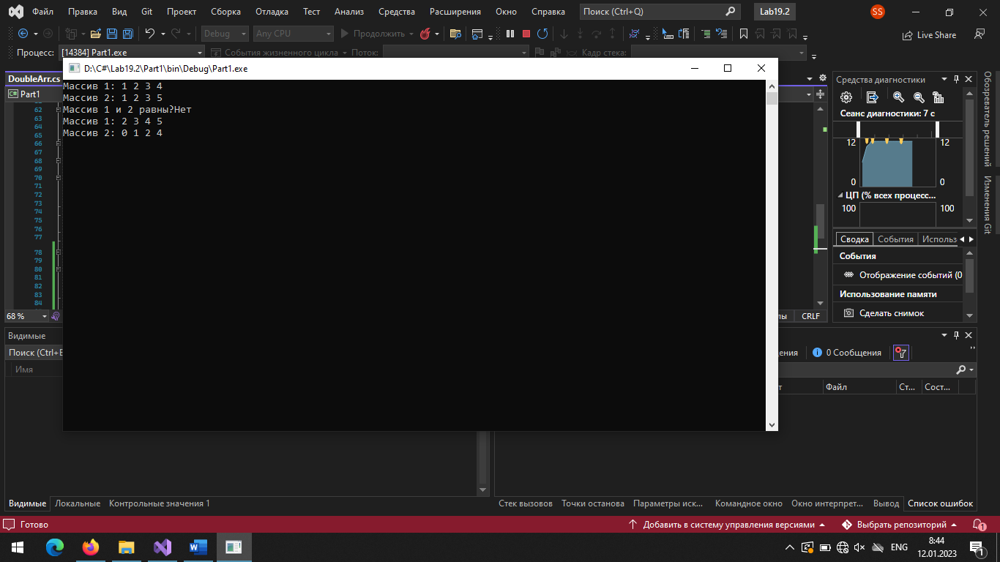 Файл Правка Вид Git Проект Сборка Отладка Тест Анализ Средства Расширения Окно Справка Поиск (Ctrl+Q) Lab19.2 SS
Debug Any CPU Продолжить Live Share
Процесс: [14384] Part1.exe События жизненного цикла Поток: Кадр стека:
D:\C#\Lab19.2\Part1\bin\Debug\Part1.exe
Массив 1: 1 2 3 4
Массив 2: 1 2 3 5
Массив 1 и 2 равны?Нет
Массив 1: 2 3 4 5
Массив 2: 0 1 2 4
DoubleArr.cs
C# Part1
62
63
64
65
66
67
68
69
70
71
72
73
74
75
76
77
78
79
80
81
82
83
84
68 %
лы CRLF
Средства диагностики
Сеанс диагностики: 7 с
12 12
0 0
ЦП (% всех процесс...
100 100
Сводка События Использ
События
Отображение событий (0
Использование памяти
Сделать снимок
Обозреватель решений
Изменения Git
Видимые
Поиск (Ctrl+E
Имя
ения 0 Сообщения
т Файл Ст... Сост...
Видимые Локальные Контрольные значения 1
Стек вызовов Точки останова Параметры иск... Командное окно Окно интерпрет... Вывод Список ошибок
Готово Добавить в систему управления версиями Выбрать репозиторий 1
ENG 8:44
12.01.2023 1